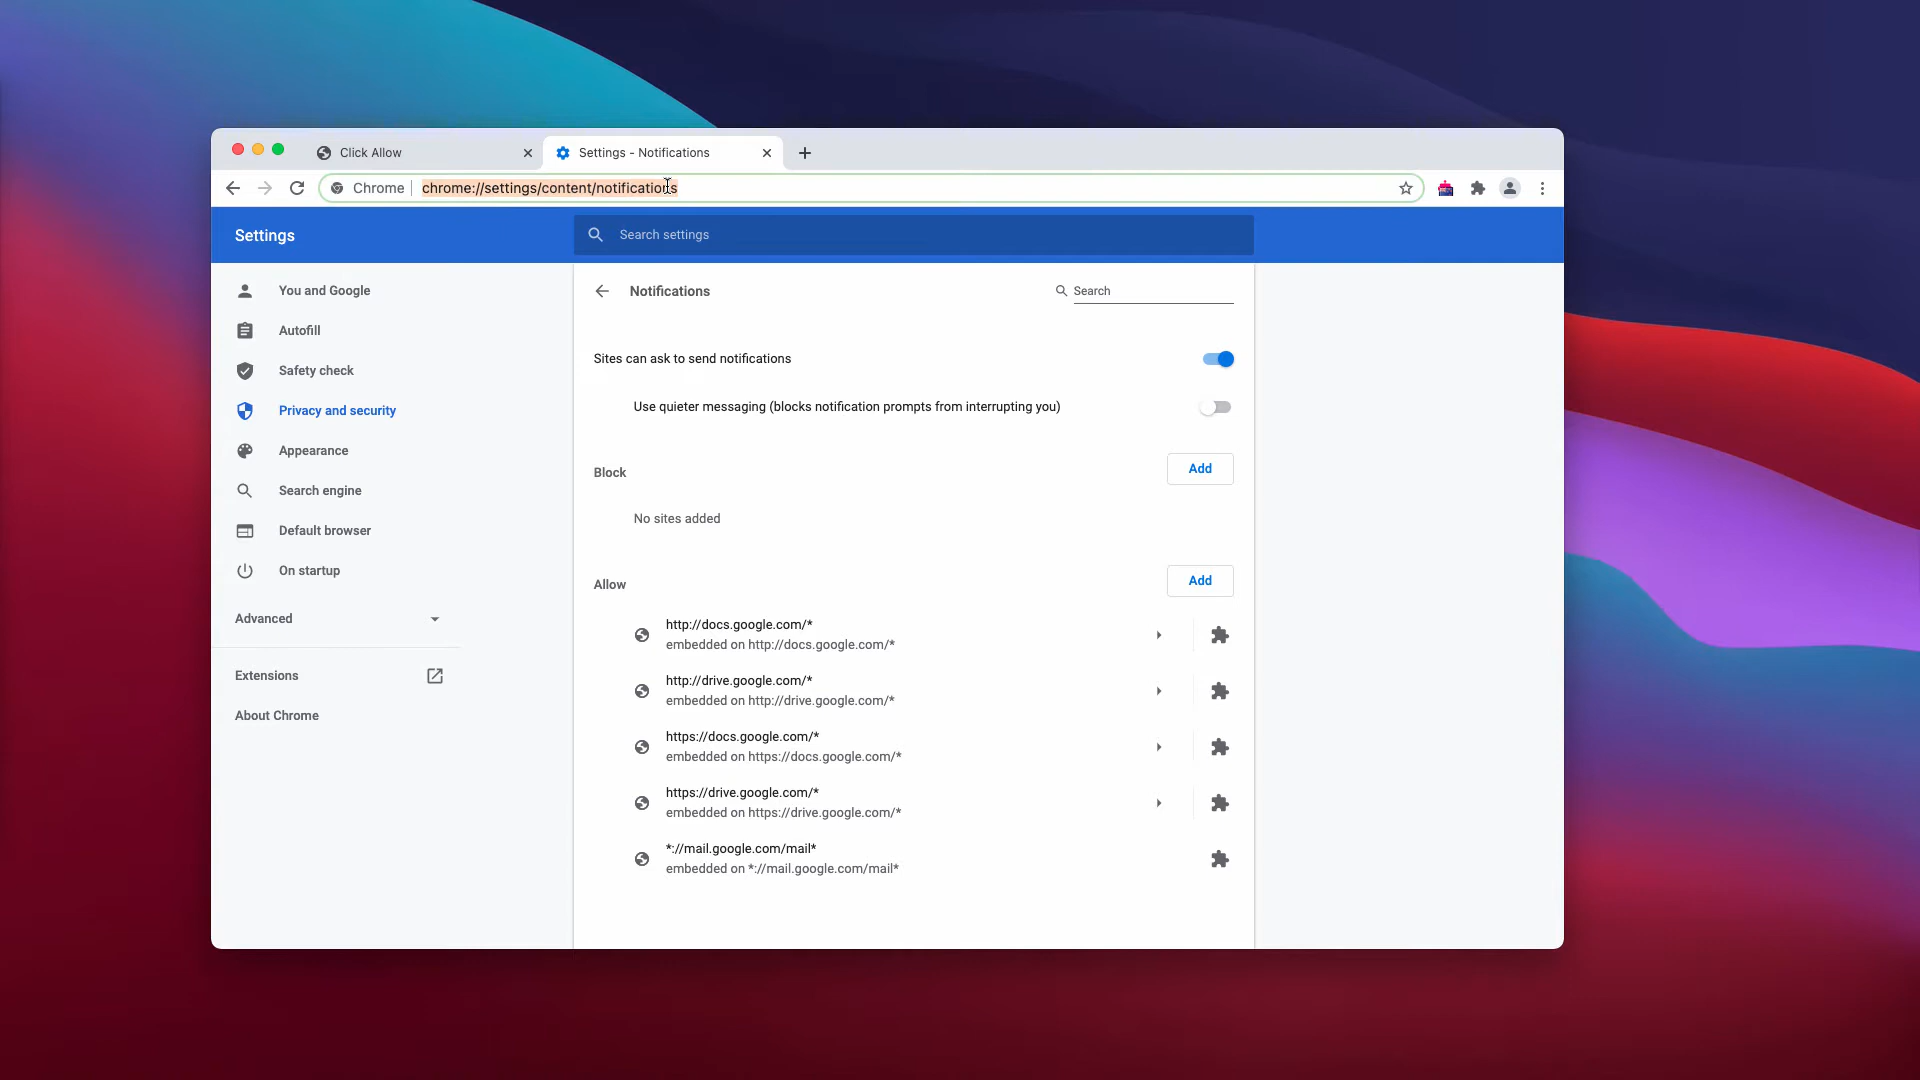 Click Allow
Settings - Notifications
Chrome
chrome://settings/content/notifications
Settings
Search settings
You and Google
Autofill
Safety check
Privacy and security
Appearance
Search engine
Default browser
On startup
Advanced
Extensions
About Chrome
Notifications
Search
Sites can ask to send notifications
Use quieter messaging (blocks notification prompts from interrupting you)
Block
Add
No sites added
Allow
Add
http://docs.google.com/*
embedded on http://docs.google.com/*
http://drive.google.com/*
embedded on http://drive.google.com/*
https://docs.google.com/*
embedded on https://docs.google.com/*
https://drive.google.com/*
embedded on https://drive.google.com/*
*://mail.google.com/mail*
embedded on *://mail.google.com/mail*